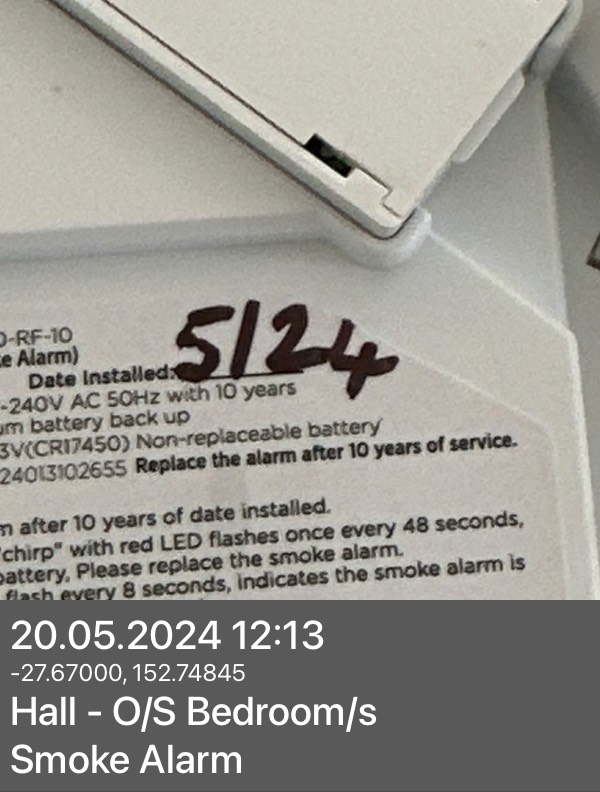 0-RF-10
e Alarm)
Date Installed: 5/24
-240V AC 50Hz with 10 years
um battery back up
3V(CR17450) Non-replaceable battery
24013102655 Replace the alarm after 10 years of service.
m after 10 years of date installed.
"chirp" with red LED flashes once every 48 seconds,
battery, Please replace the smoke alarm.
flash every 8 seconds, indicates the smoke alarm is
20.05.2024 12:13
-27.67000, 152.74845
Hall - O/S Bedroom/s
Smoke Alarm